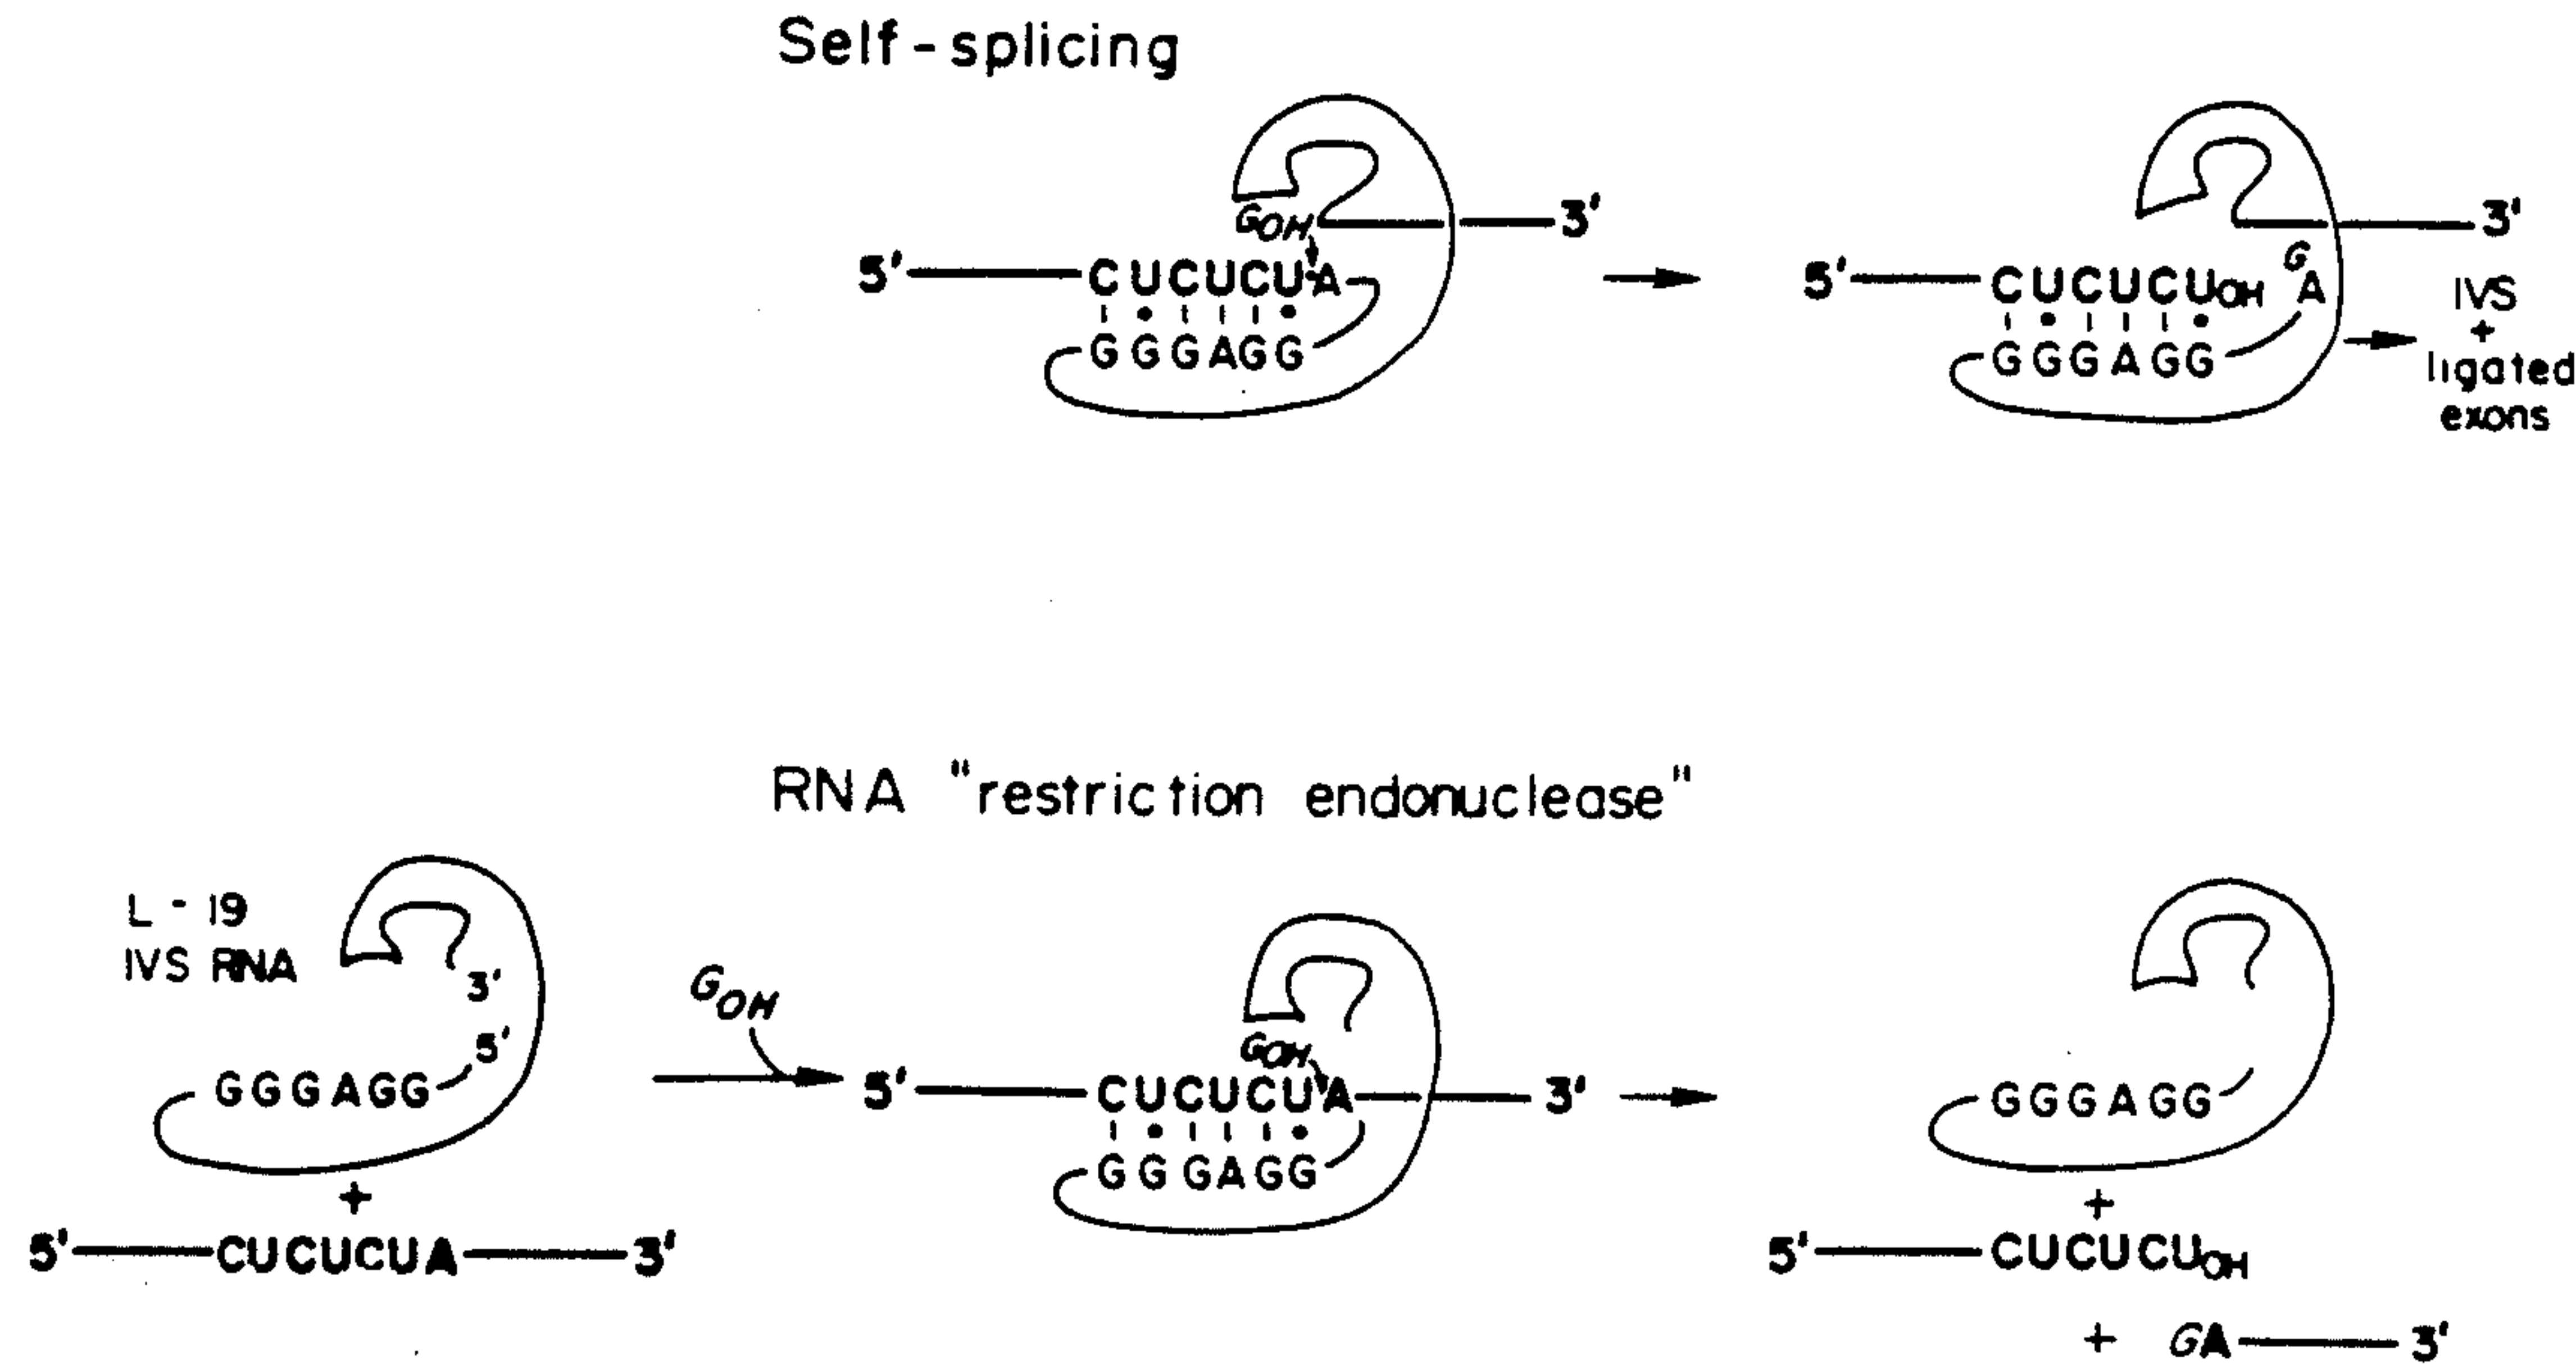 Self-splicing
GOH
3'
5' CUCUCUA
GGGAGG
3'
5' CUCUCUOH GA
GGGAGG
IVS
+
ligated
exons
RNA "restriction endonuclease"
L-19
IVS RNA
3'
5'
GGGAGG
+
5' CUCUCUA 3'
GOH
GOH
5' CUCUCUA 3'
GGGAGG
GGGAGG
+
5' CUCUCUOH
+ GA 3'